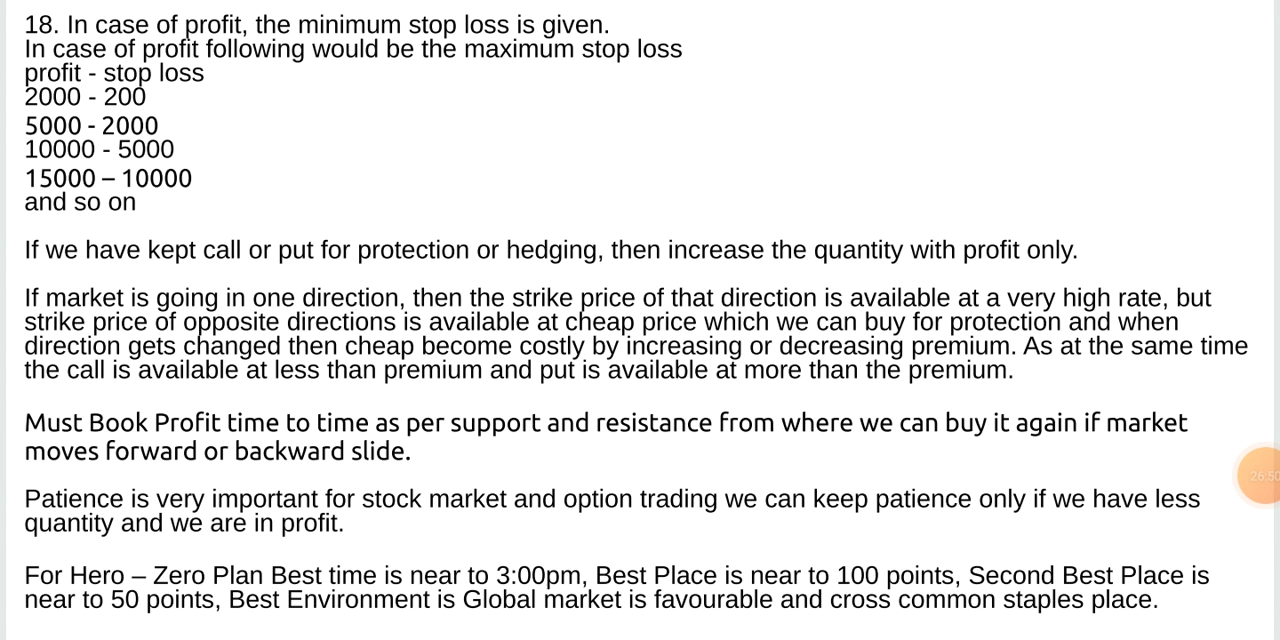 18. In case of profit, the minimum stop loss is given.
In case of profit following would be the maximum stop loss
profit - stop loss
2000 - 200
5000 - 2000
10000 - 5000
15000 – 10000
and so on
If we have kept call or put for protection or hedging, then increase the quantity with profit only.
If market is going in one direction, then the strike price of that direction is available at a very high rate, but
strike price of opposite directions is available at cheap price which we can buy for protection and when
direction gets changed then cheap become costly by increasing or decreasing premium. As at the same time
the call is available at less than premium and put is available at more than the premium.
Must Book Profit time to time as per support and resistance from where we can buy it again if market
moves forward or backward slide.
26:50
Patience is very important for stock market and option trading we can keep patience only if we have less
quantity and we are in profit.
For Hero – Zero Plan Best time is near to 3:00pm, Best Place is near to 100 points, Second Best Place is
near to 50 points, Best Environment is Global market is favourable and cross common staples place.